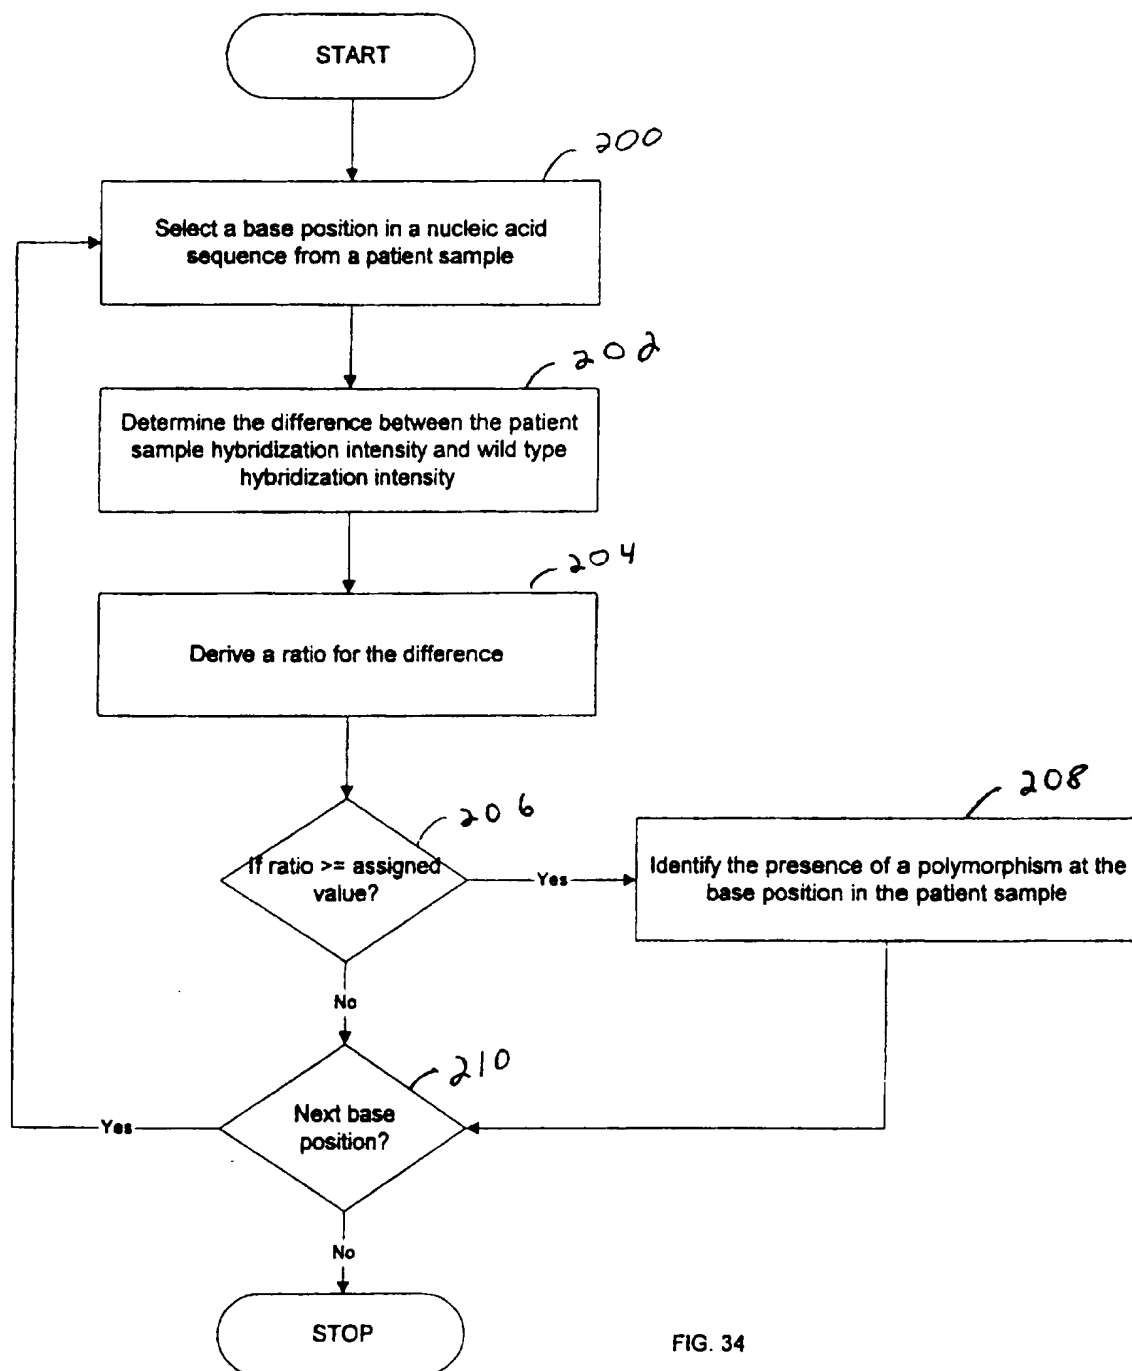 START
200
Select a base position in a nucleic acid
sequence from a patient sample
202
Determine the difference between the patient
sample hybridization intensity and wild type
hybridization intensity
204
Derive a ratio for the difference
206
If ratio >= assigned
value?
Yes
208
Identify the presence of a polymorphism at the
base position in the patient sample
No
210
Next base
position?
Yes
No
STOP
FIG. 34